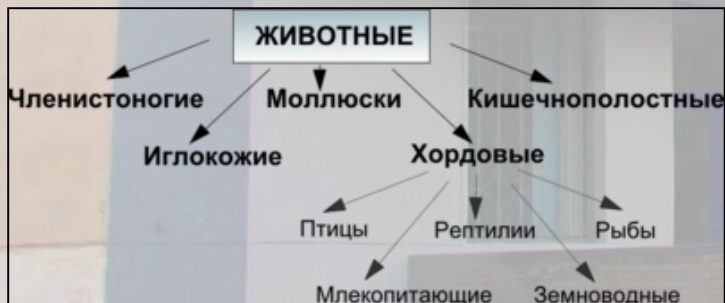 ЖИВОТНЫЕ
Членистоногие Моллюски Кишечнополостные
Иглокожие Хордовые
Птицы Рептилии Рыбы
Млекопитающие Земноводные